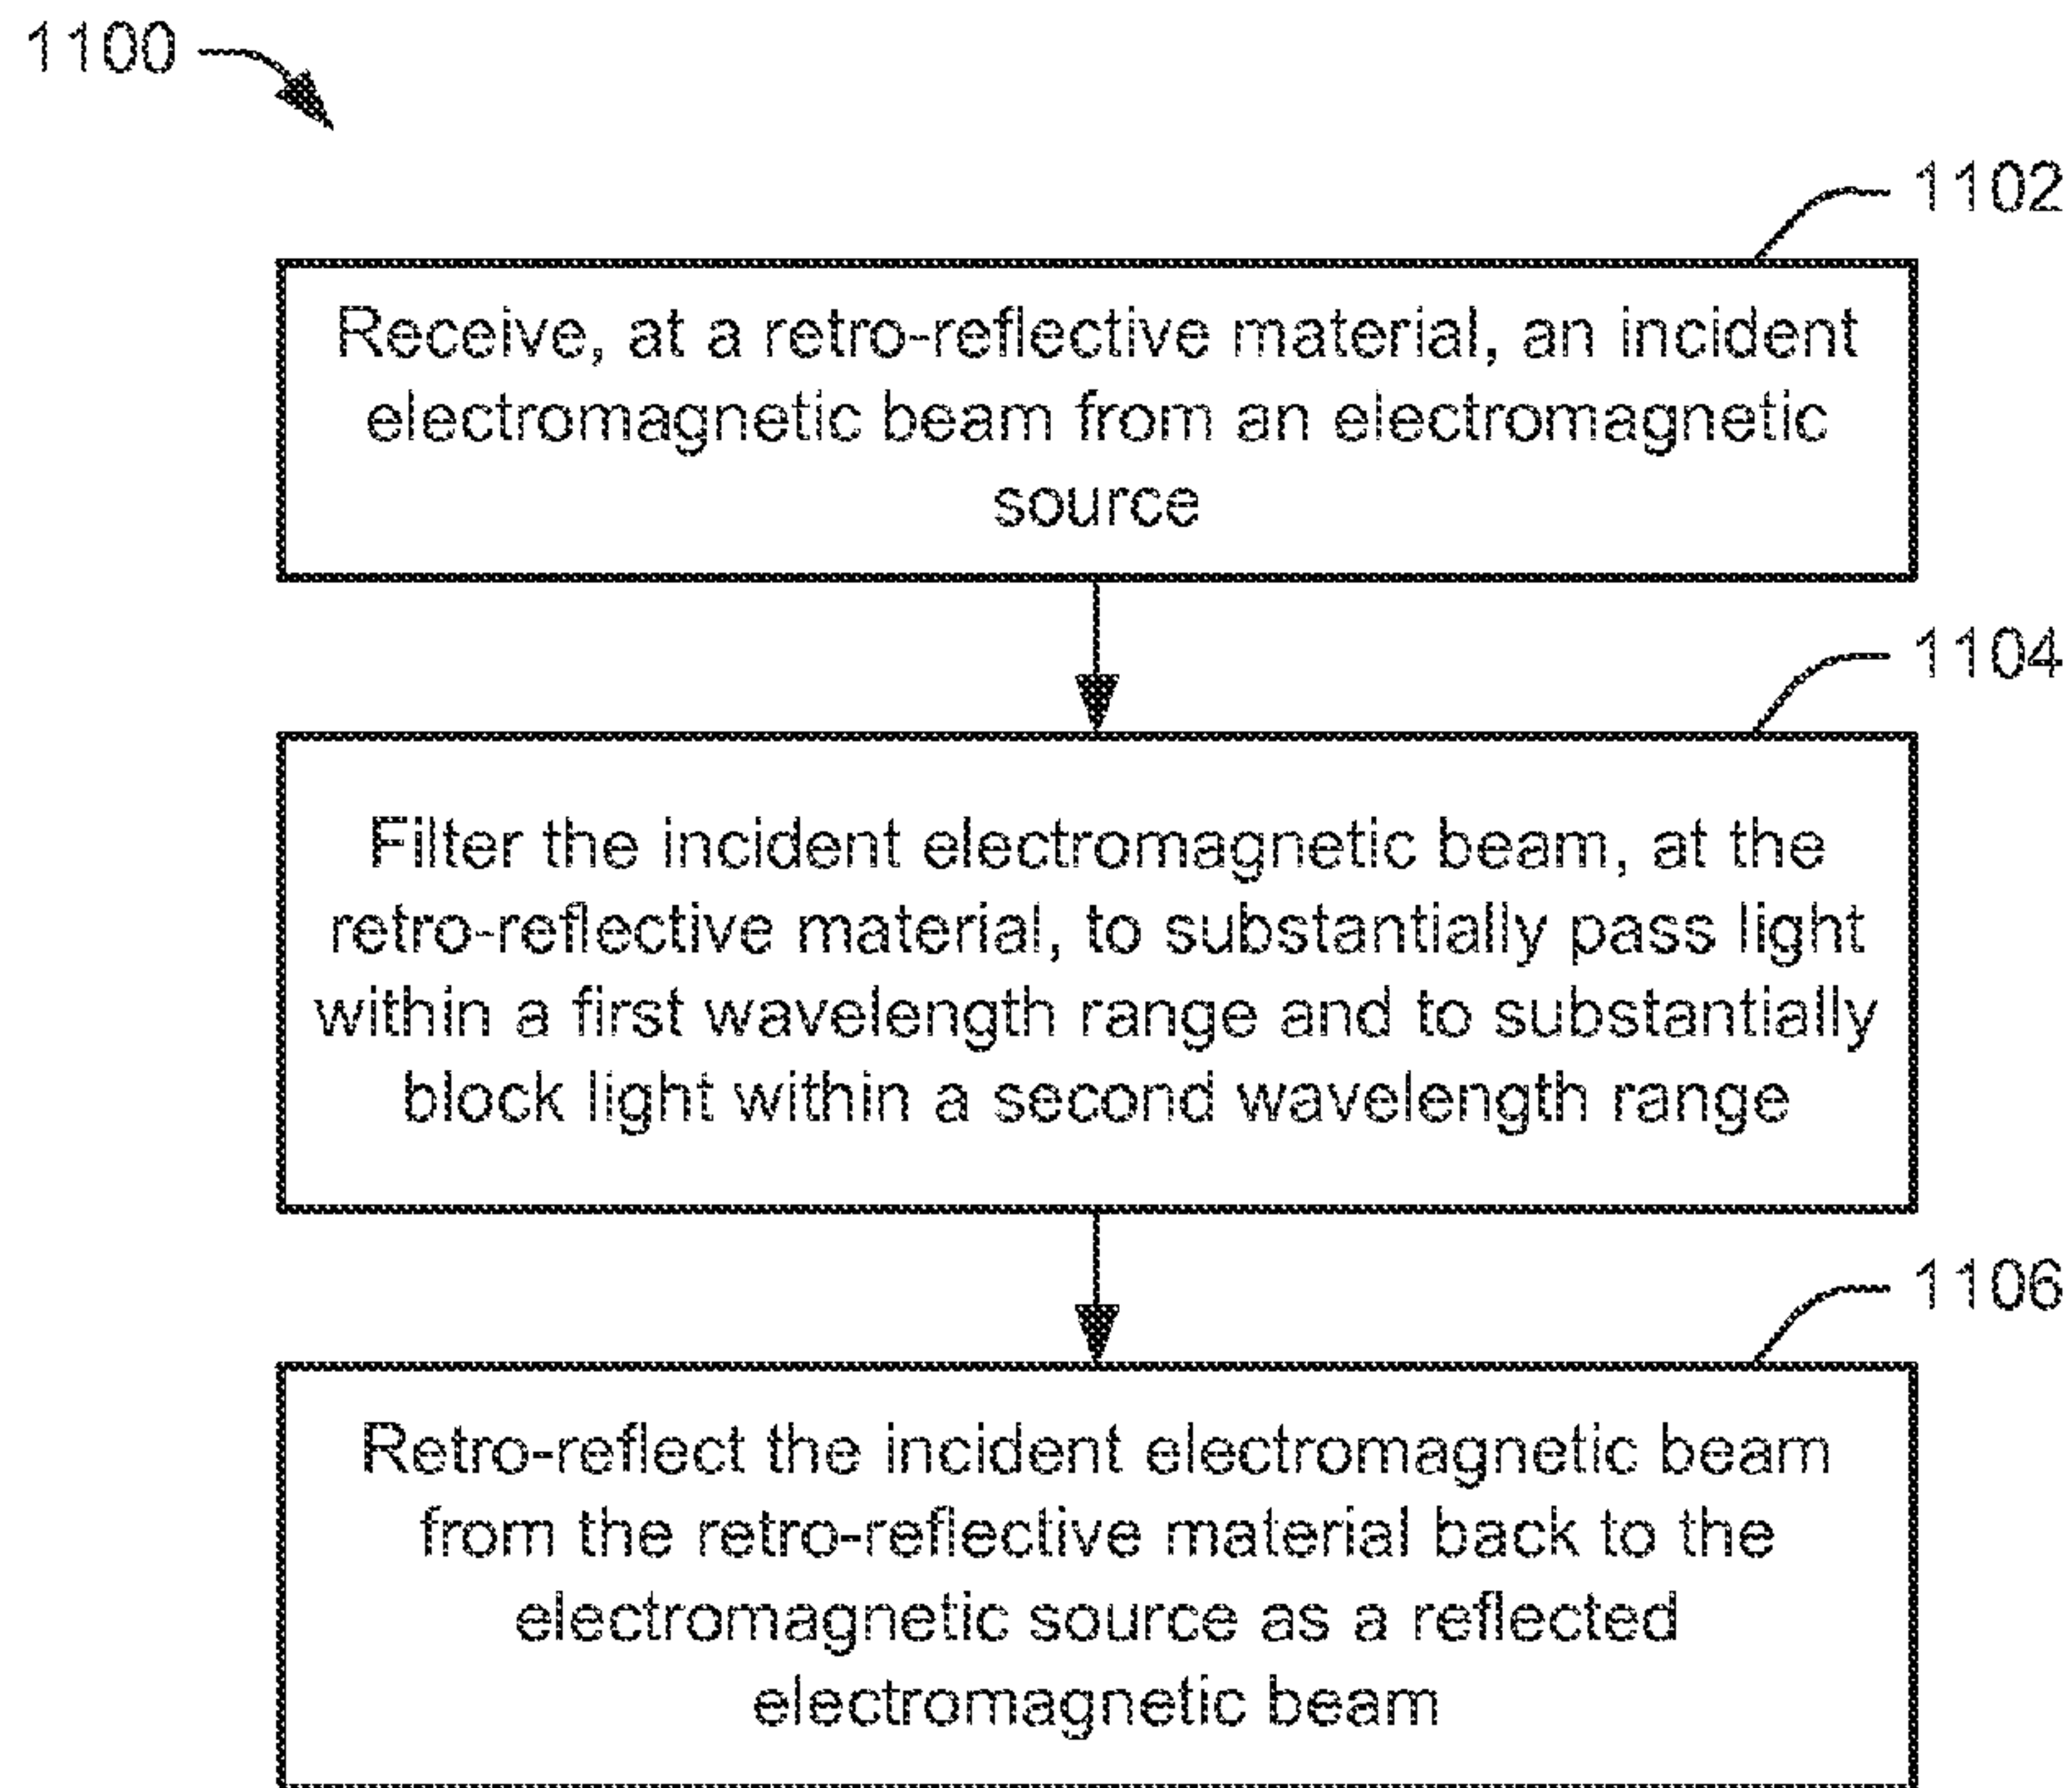 1100
1102
Receive, at a retro-reflective material, an incident
electromagnetic beam from an electromagnetic
source
1104
Filter the incident electromagnetic beam, at the
retro-reflective material, to substantially pass light
within a first wavelength range and to substantially
block light within a second wavelength range
1106
Retro-reflect the incident electromagnetic beam
from the retro-reflective material back to the
electromagnetic source as a reflected
electromagnetic beam